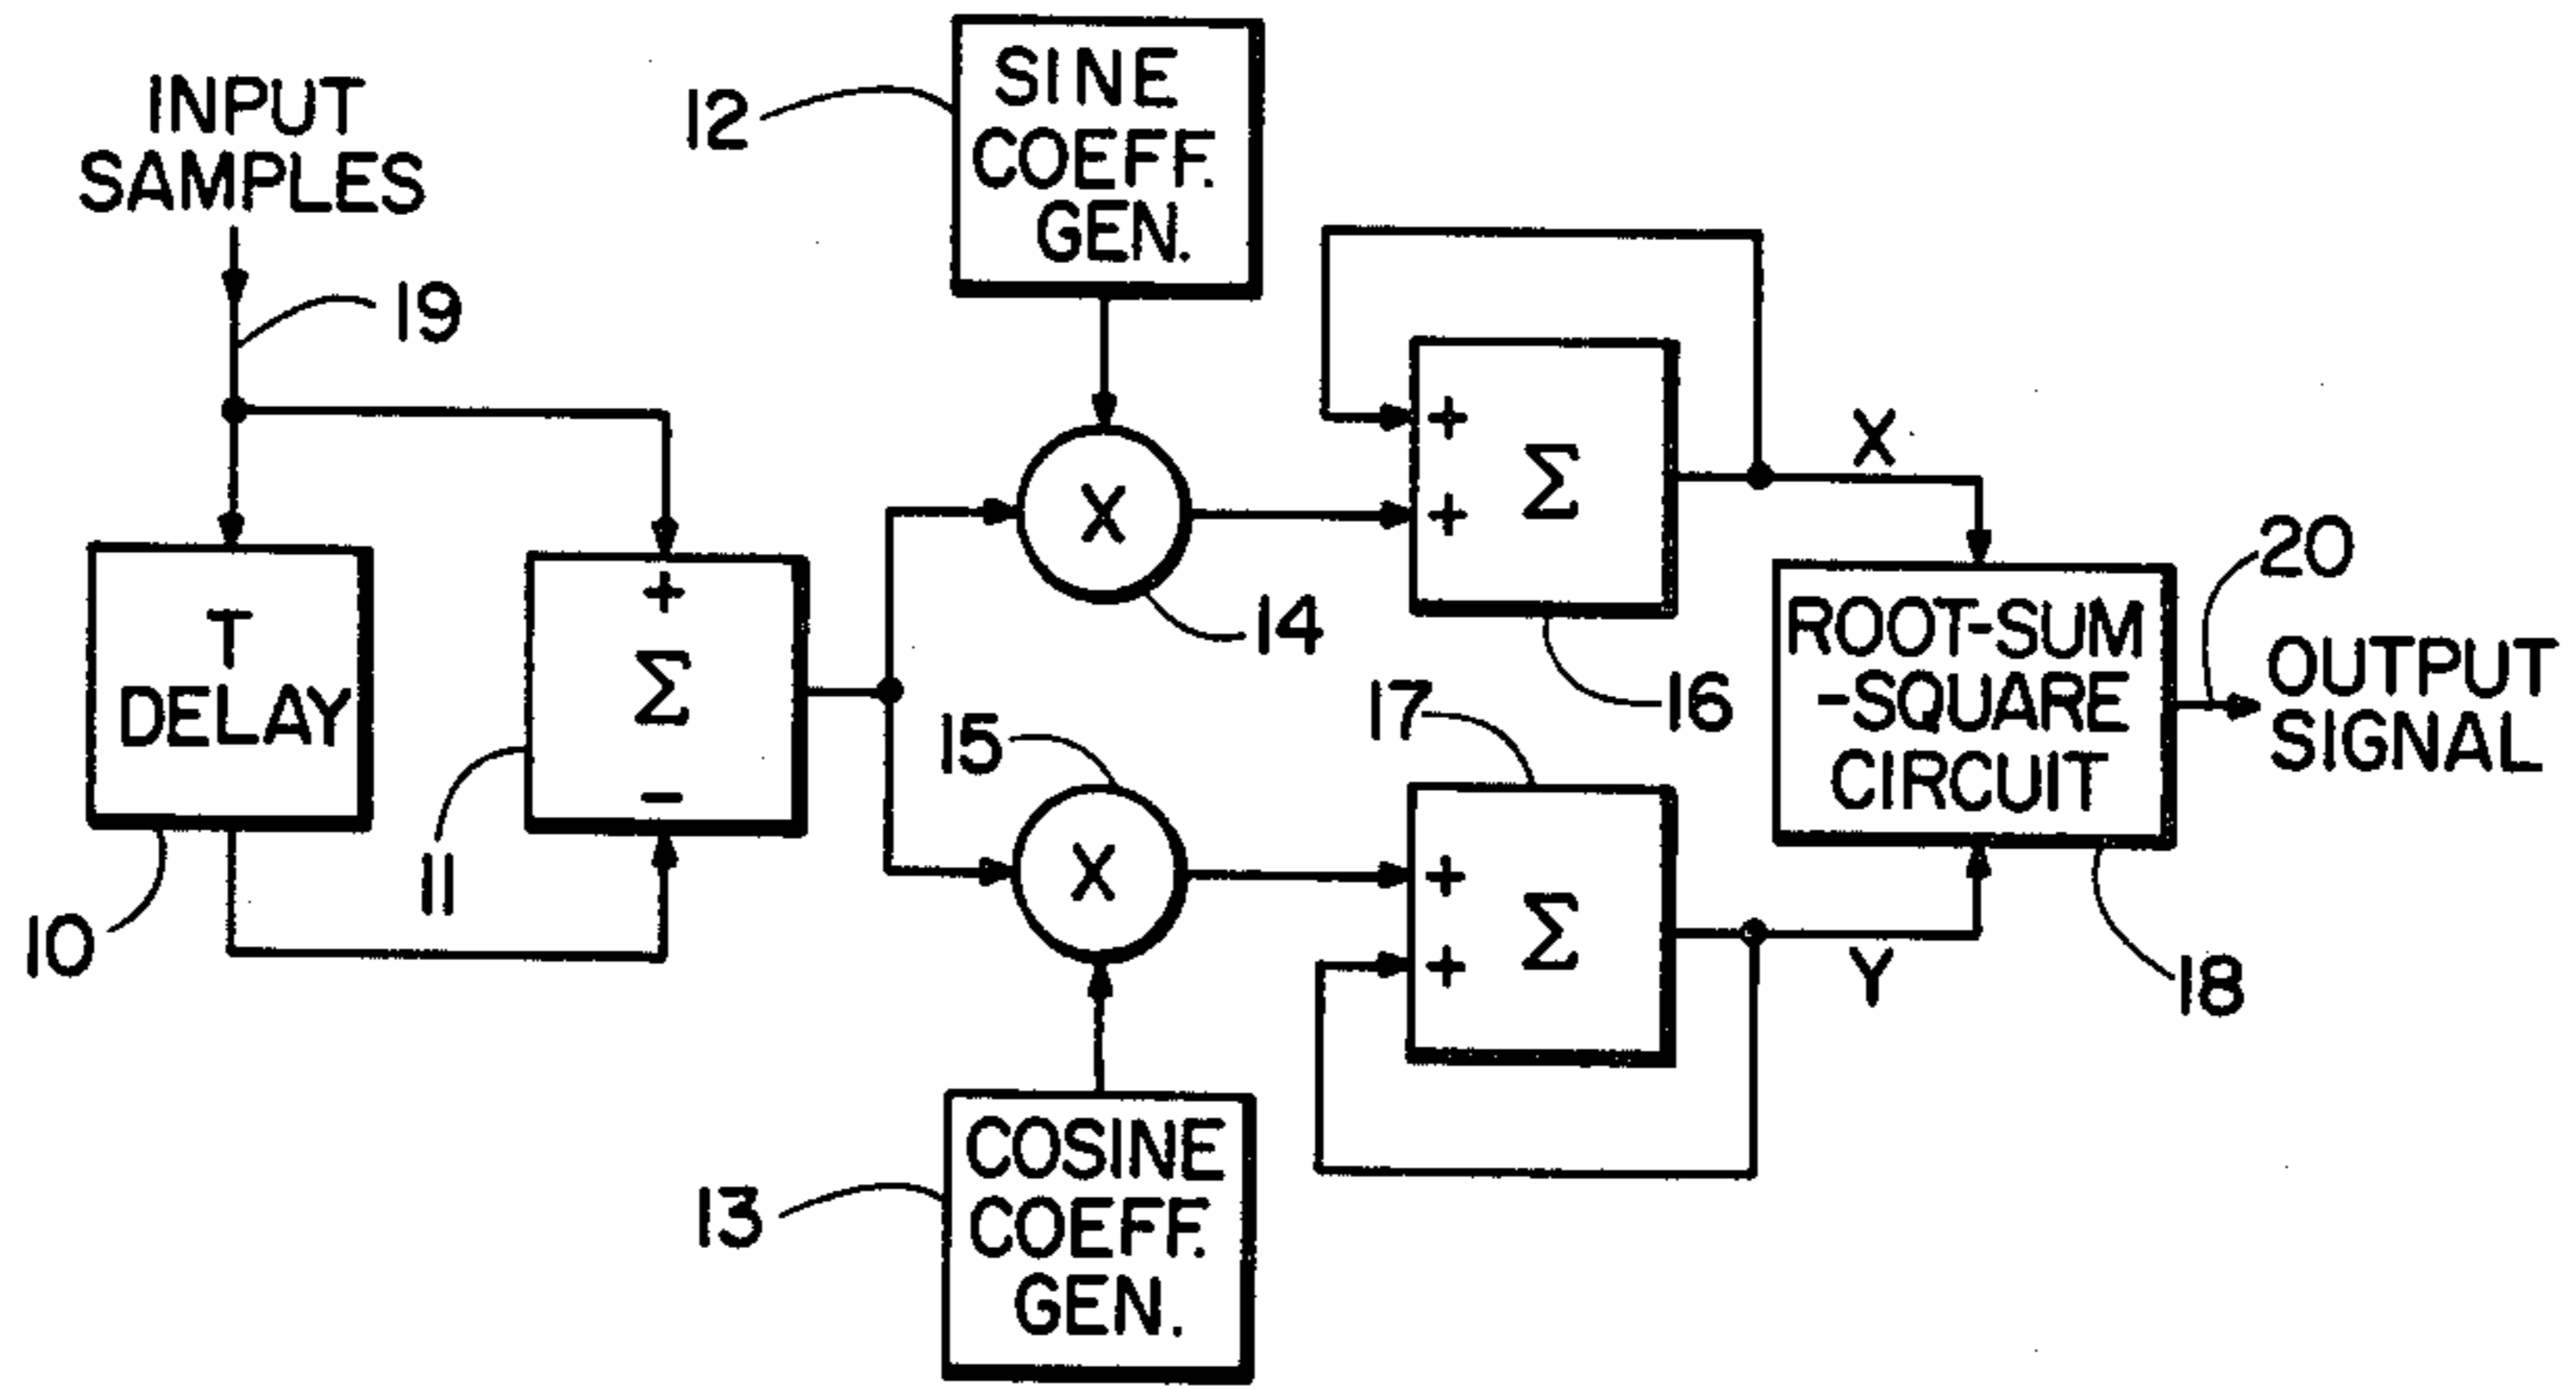 INPUT
SAMPLES
19
T
DELAY
10
+
Σ
-
11
12
SINE
COEFF.
GEN.
X
14
15
X
13
COSINE
COEFF.
GEN.
+
+
Σ
16
X
17
+
+
Σ
Y
ROOT-SUM
-SQUARE
CIRCUIT
18
20
OUTPUT
SIGNAL